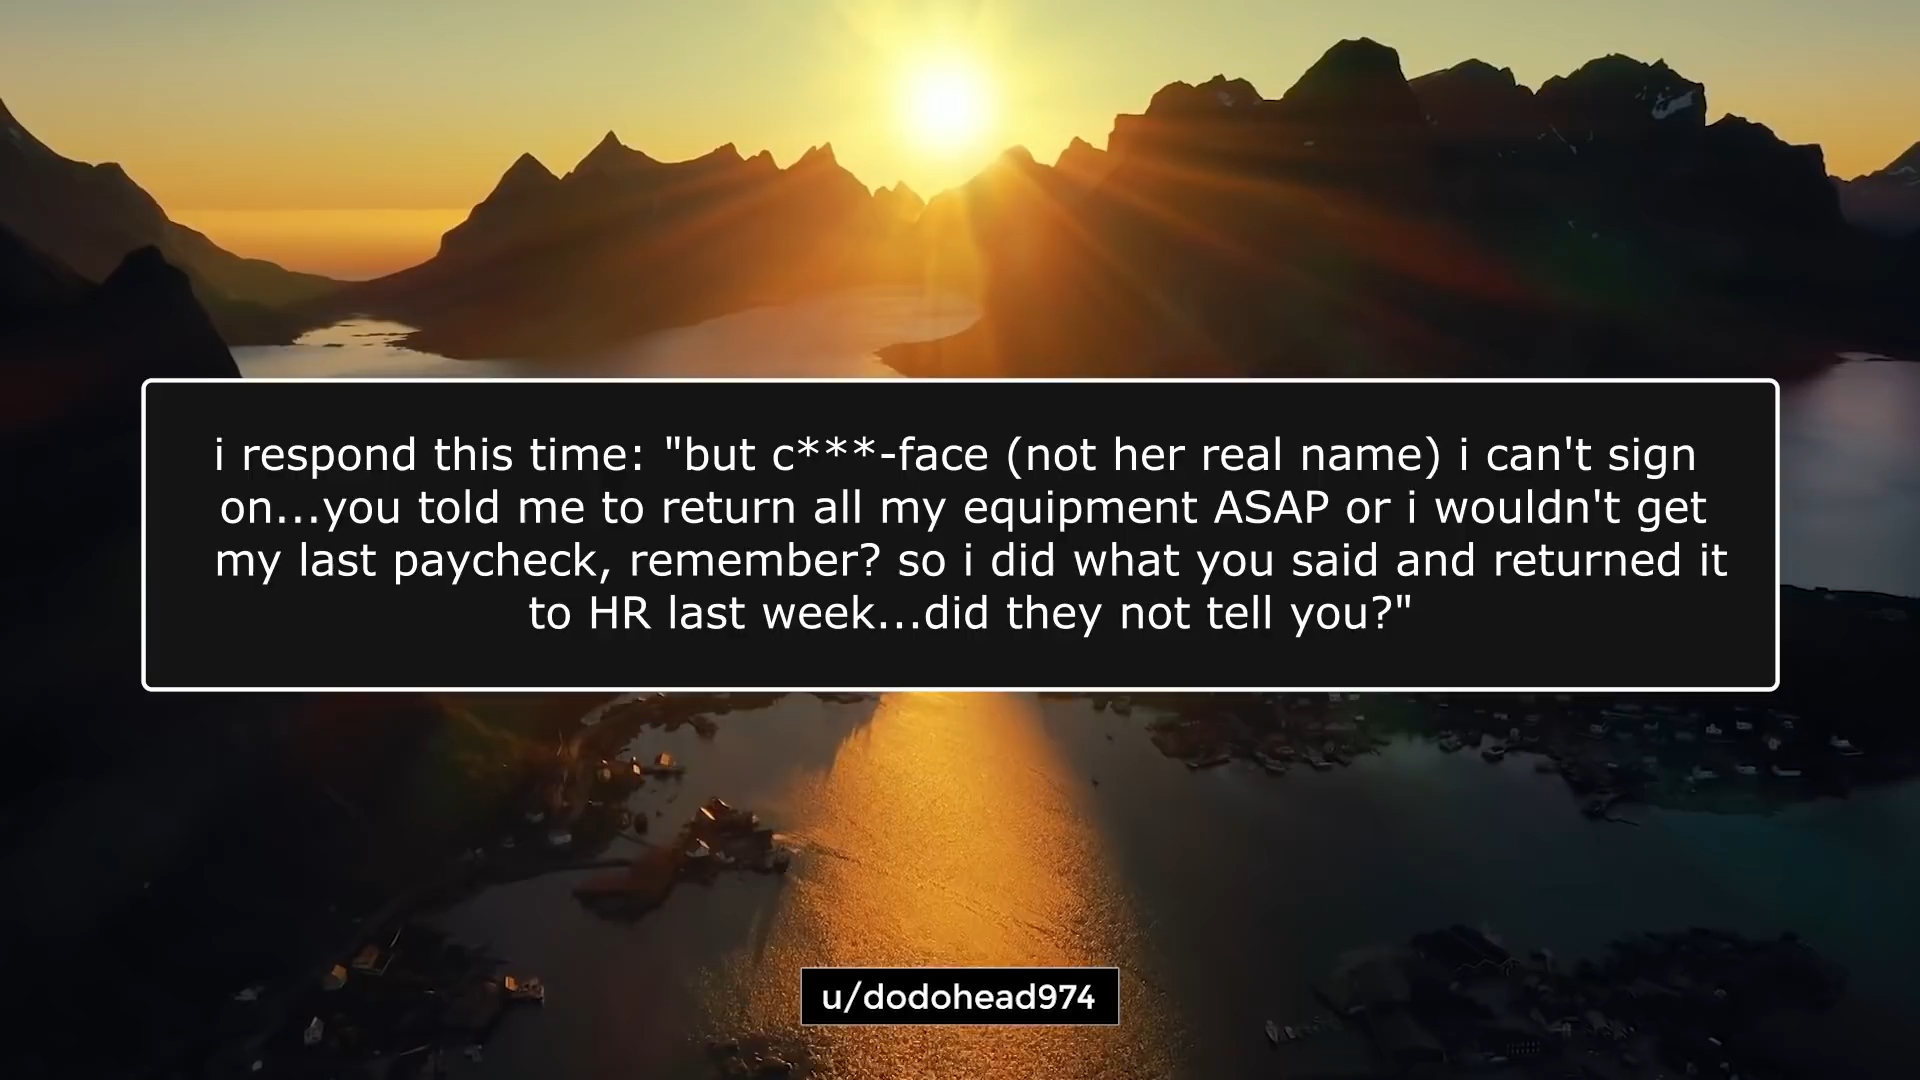 i respond this time: "but c***-face (not her real name) i can't sign
on...you told me to return all my equipment ASAP or i wouldn't get
my last paycheck, remember? so i did what you said and returned it
to HR last week...did they not tell you?"
u/dodohead974